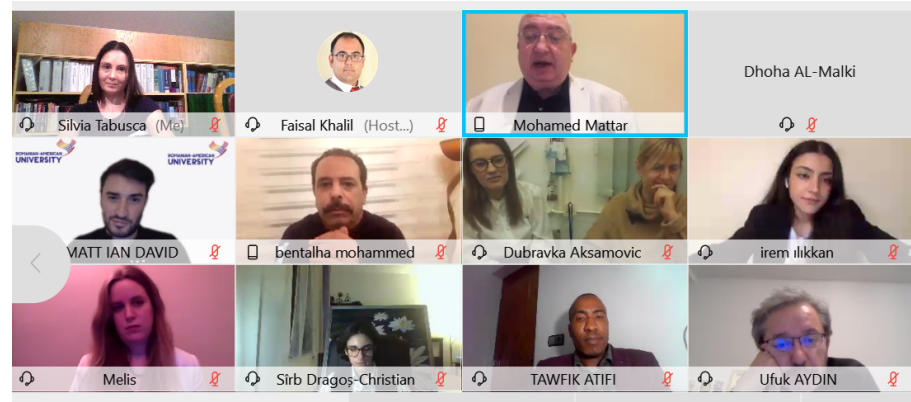 Silvia Tabusca (Me)
Faisal Khalil (Host...)
Mohamed Mattar
Dhoha AL-Malki
ROMANIAN-AMERICAN
UNIVERSITY
ROMANIAN-AMERICAN
UNIVERSITY
MATT IAN DAVID
bentalha mohammed
Dubravka Aksamovic
irem ılıkkan
Melis
Sîrb Dragoș-Christian
TAWFIK ATIFI
Ufuk AYDIN